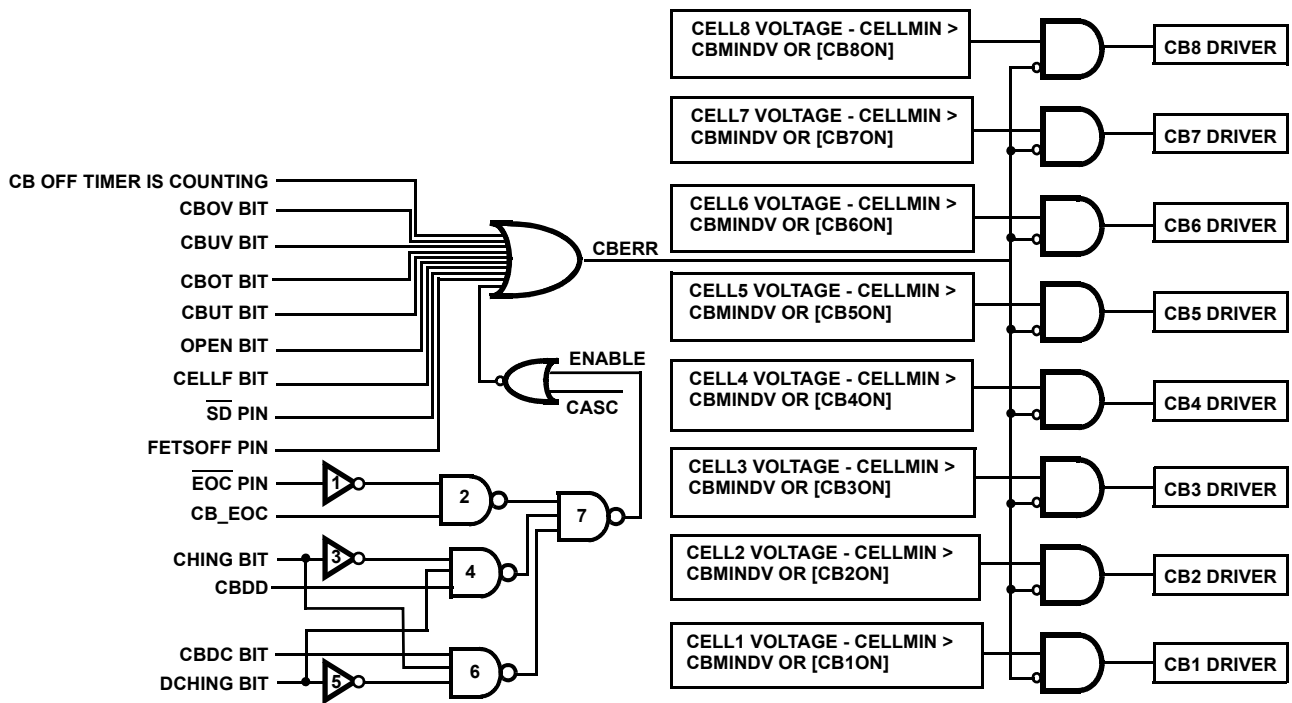 CB OFF TIMER IS COUNTING
CBOV BIT
CBUV BIT
CBOT BIT
CBUT BIT
OPEN BIT
CELLF BIT
SD PIN
FETSOFF PIN
EOC PIN
CB_EOC
CHING BIT
CBDD
CBDC BIT
DCHING BIT
1
2
3
4
5
6
7
CBERR
ENABLE
CASC
CELL8 VOLTAGE - CELLMIN >
CBMINDV OR [CB8ON]
CB8 DRIVER
CELL7 VOLTAGE - CELLMIN >
CBMINDV OR [CB7ON]
CB7 DRIVER
CELL6 VOLTAGE - CELLMIN >
CBMINDV OR [CB6ON]
CB6 DRIVER
CELL5 VOLTAGE - CELLMIN >
CBMINDV OR [CB5ON]
CB5 DRIVER
CELL4 VOLTAGE - CELLMIN >
CBMINDV OR [CB4ON]
CB4 DRIVER
CELL3 VOLTAGE - CELLMIN >
CBMINDV OR [CB3ON]
CB3 DRIVER
CELL2 VOLTAGE - CELLMIN >
CBMINDV OR [CB2ON]
CB2 DRIVER
CELL1 VOLTAGE - CELLMIN >
CBMINDV OR [CB1ON]
CB1 DRIVER